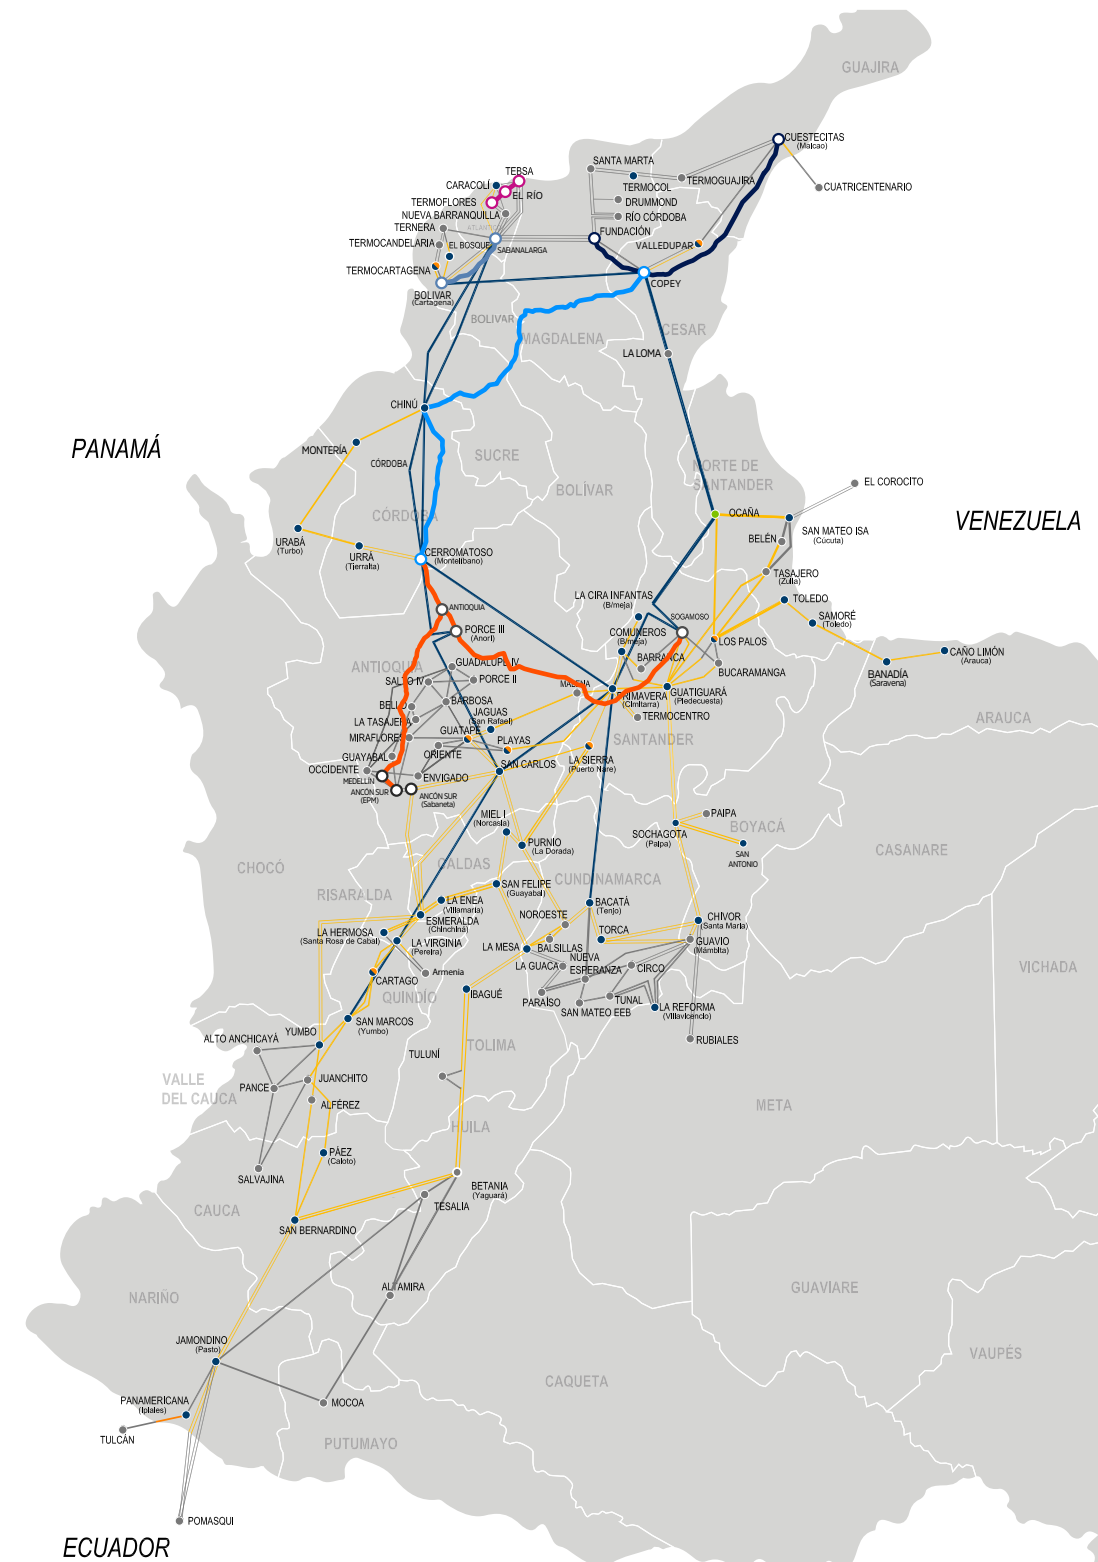 GUAJIRA
CUESTECITAS
(Maicao)
SANTA MARTA
TEBSA
CARACOLÍ
TERMOCOL
TERMOGUAJIRA
CUATRICENTENARIO
EL RÍO
TERMOFLORES
DRUMMOND
NUEVA BARRANQUILLA
RÍO CÓRDOBA
TERNERA
ATLÁNTICO
FUNDACIÓN
TERMOCANDELARIA
EL BOSQUE
SABANALARGA
VALLEDUPAR
TERMOCARTAGENA
COPEY
BOLIVAR
(Cartagena)
BOLIVAR
MAGDALENA
CESAR
LA LOMA
CHINÚ
PANAMÁ
MONTERÍA
CÓRDOBA
SUCRE
NORTE DE
SANTANDER
BOLÍVAR
EL COROCITO
CÓRDOBA
OCAÑA
VENEZUELA
SAN MATEO ISA
(Cúcuta)
URABÁ
(Turbo)
BELÉN
URRÁ
(Tierralta)
CERROMATOSO
(Montelíbano)
TASAJERO
(Zulia)
LA CIRA INFANTAS
(B/meja)
TOLEDO
ANTIOQUIA
SOGAMOSO
SAMORÉ
(Toledo)
PORCE III
(Anorí)
COMUNEROS
(B/meja)
LOS PALOS
CAÑO LIMÓN
(Arauca)
BARRANCA
ANTIOQUIA
GUADALUPE IV
BUCARAMANGA
BANADÍA
(Saravena)
SALTO IV
PORCE II
MALENA
PRIMAVERA
(Cimitarra)
GUATIGUARÁ
(Piedecuesta)
BELLO
BARBOSA
JAGUAS
(San Rafael)
LA TASAJERA
TERMOCENTRO
ARAUCA
MIRAFLORES
GUATAPE
PLAYAS
SANTANDER
ORIENTE
GUAYABAL
LA SIERRA
(Puerto Nare)
OCCIDENTE
SAN CARLOS
MEDELLÍN
ENVIGADO
ANCÓN SUR
(EPM)
ANCÓN SUR
(Sabaneta)
MIEL I
(Norcasia)
PAIPA
BOYACÁ
SOCHAGOTA
(Paipa)
PURNIO
(La Dorada)
CASANARE
SAN
ANTONIO
CHOCÓ
CALDAS
RISARALDA
CUNDINAMARCA
SAN FELIPE
(Guayabal)
LA ENEA
(Villamaría)
BACATÁ
(Tenjo)
NOROESTE
ESMERALDA
(Chinchiná)
CHIVOR
(Santa María)
LA HERMOSA
(Santa Rosa de Cabal)
TORCA
LA VIRGINIA
(Pereira)
LA MESA
BALSILLAS
GUAVIO
(Mámbita)
NUEVA
ESPERANZA
LA GUACA
CIRCO
VICHADA
Armenia
CARTAGO
IBAGUÉ
QUINDÍO
PARAÍSO
TUNAL
SAN MATEO EEB
LA REFORMA
(Villavicencio)
SAN MARCOS
(Yumbo)
YUMBO
ALTO ANCHICAYÁ
RUBIALES
TOLIMA
TULUNÍ
JUANCHITO
VALLE
DEL CAUCA
PANCE
ALFÉREZ
META
HUILA
PÁEZ
(Caloto)
SALVAJINA
BETANIA
(Yaguará)
TESALIA
CAUCA
SAN BERNARDINO
ALTAMIRA
GUAVIARE
NARIÑO
JAMONDINO
(Pasto)
VAUPÉS
CAQUETA
PANAMERICANA
(Ipiales)
MOCOA
TULCÁN
PUTUMAYO
POMASQUI
ECUADOR